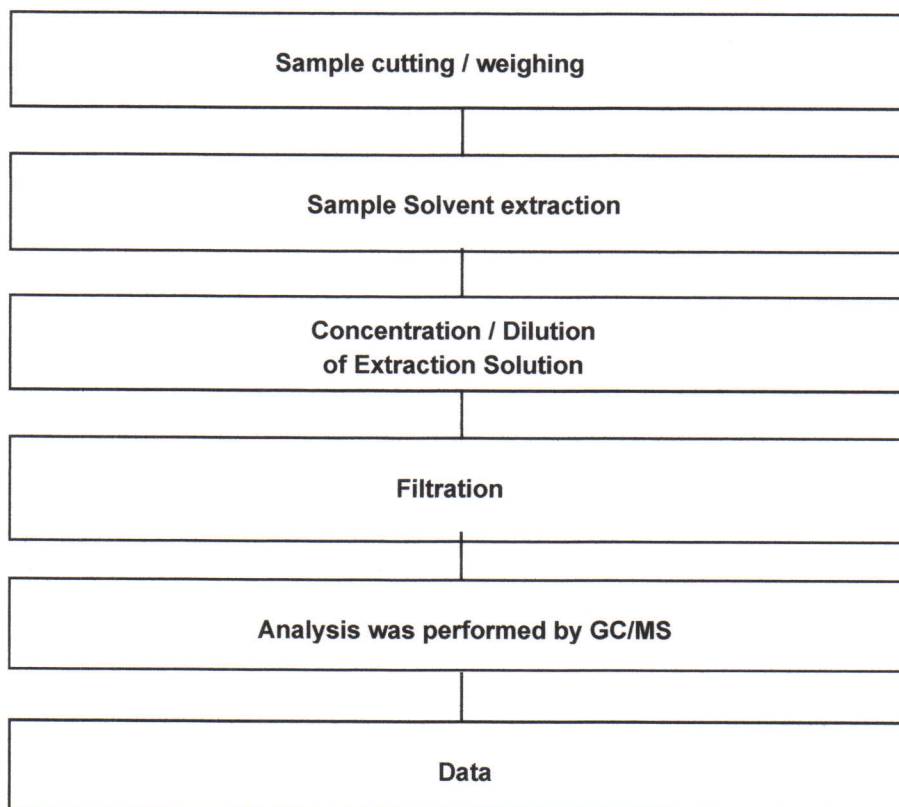 Sample cutting / weighing
Sample Solvent extraction
Concentration / Dilution
of Extraction Solution
Filtration
Analysis was performed by GC/MS
Data